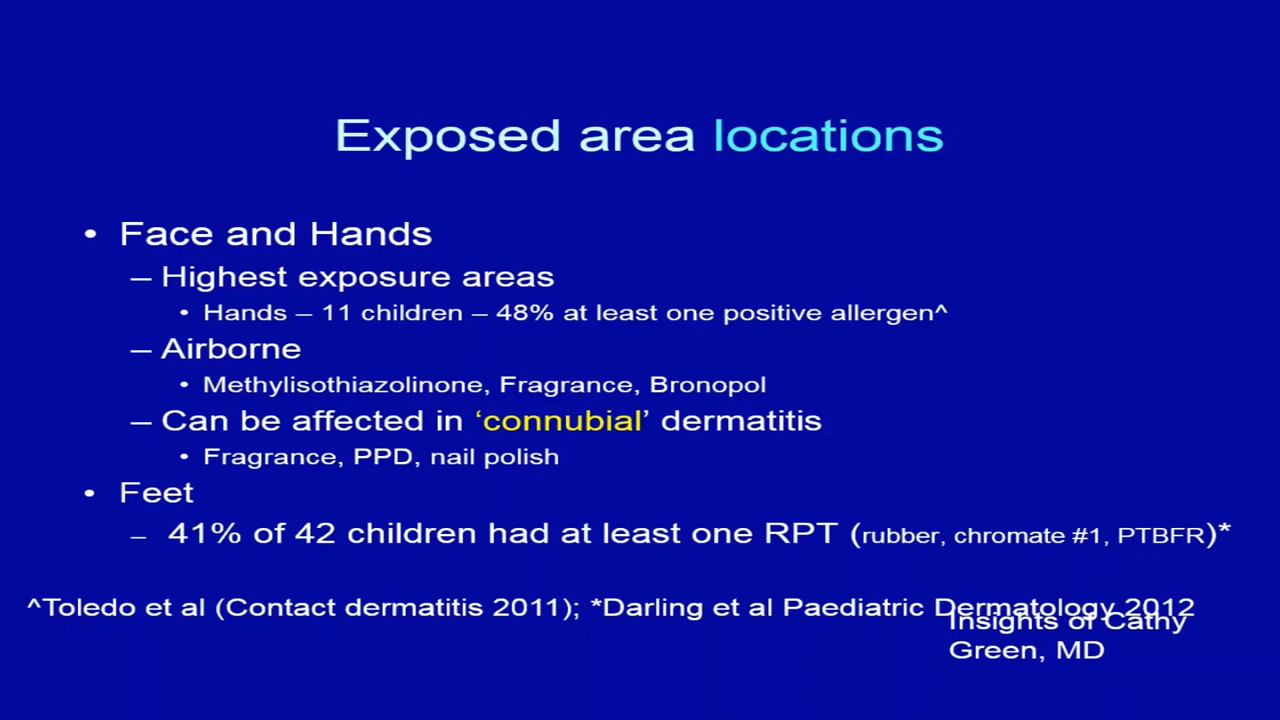 Exposed area locations
• Face and Hands
– Highest exposure areas
• Hands – 11 children – 48% at least one positive allergen^
– Airborne
• Methylisothiazolinone, Fragrance, Bronopol
– Can be affected in ‘connubial’ dermatitis
• Fragrance, PPD, nail polish
• Feet
– 41% of 42 children had at least one RPT (rubber, chromate #1, PTBFR)*
^Toledo et al (Contact dermatitis 2011); *Darling et al Paediatric Dermatology 2012
Insights of Cathy
Green, MD